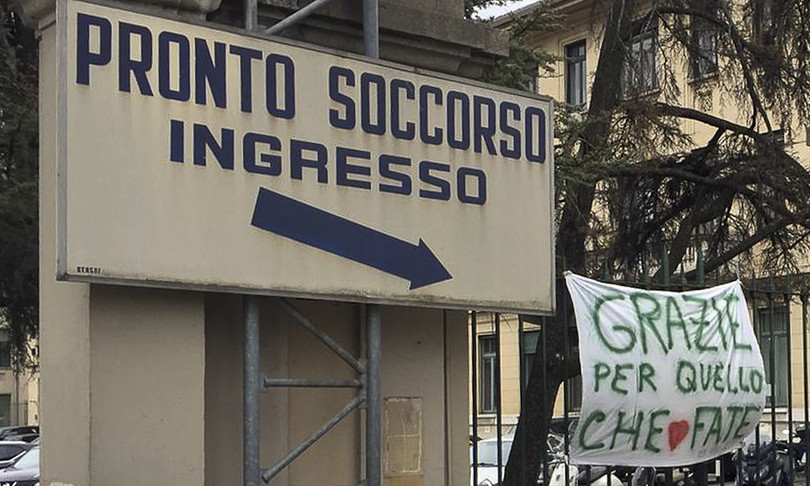 PRONTO SOCCORSO
INGRESSO
GRAZIE
PER QUELLO
CHE FATE